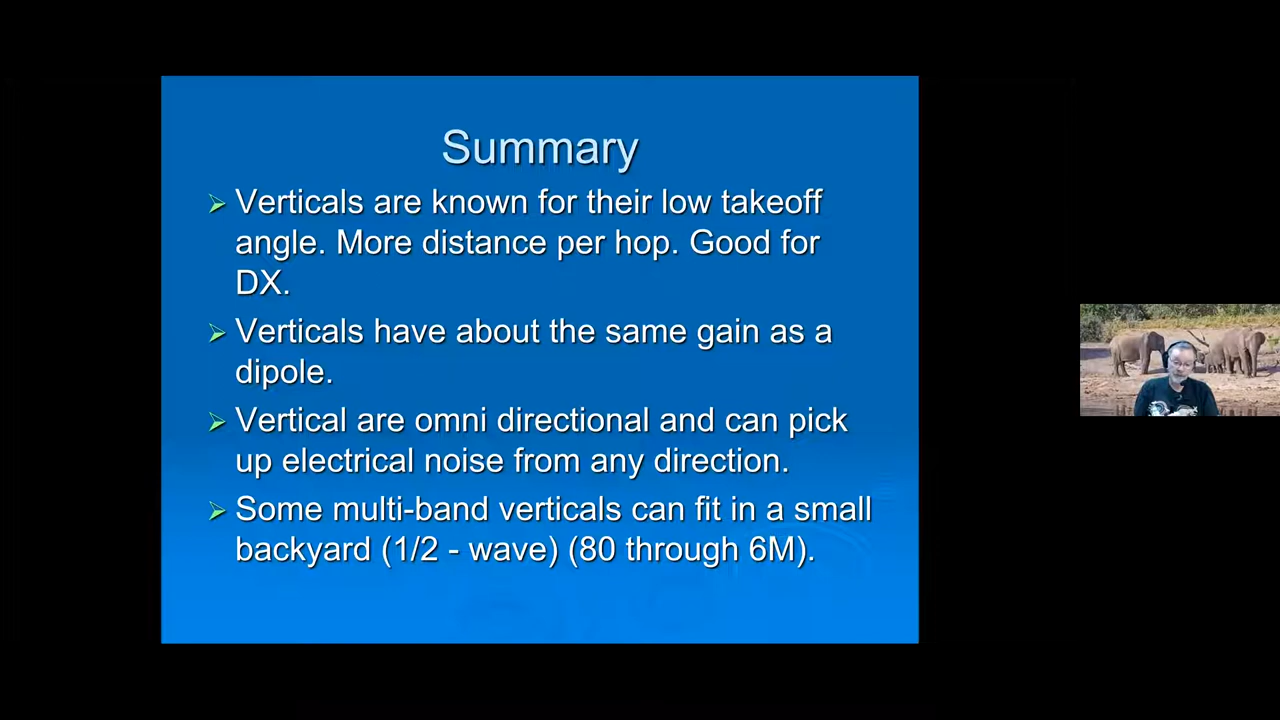 Summary
Verticals are known for their low takeoff
angle. More distance per hop. Good for
DX.
Verticals have about the same gain as a
dipole.
Vertical are omni directional and can pick
up electrical noise from any direction.
Some multi-band verticals can fit in a small
backyard (1/2 - wave) (80 through 6M).